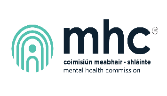 mhc
coimisiún meabhair - shláinte
mental health commission